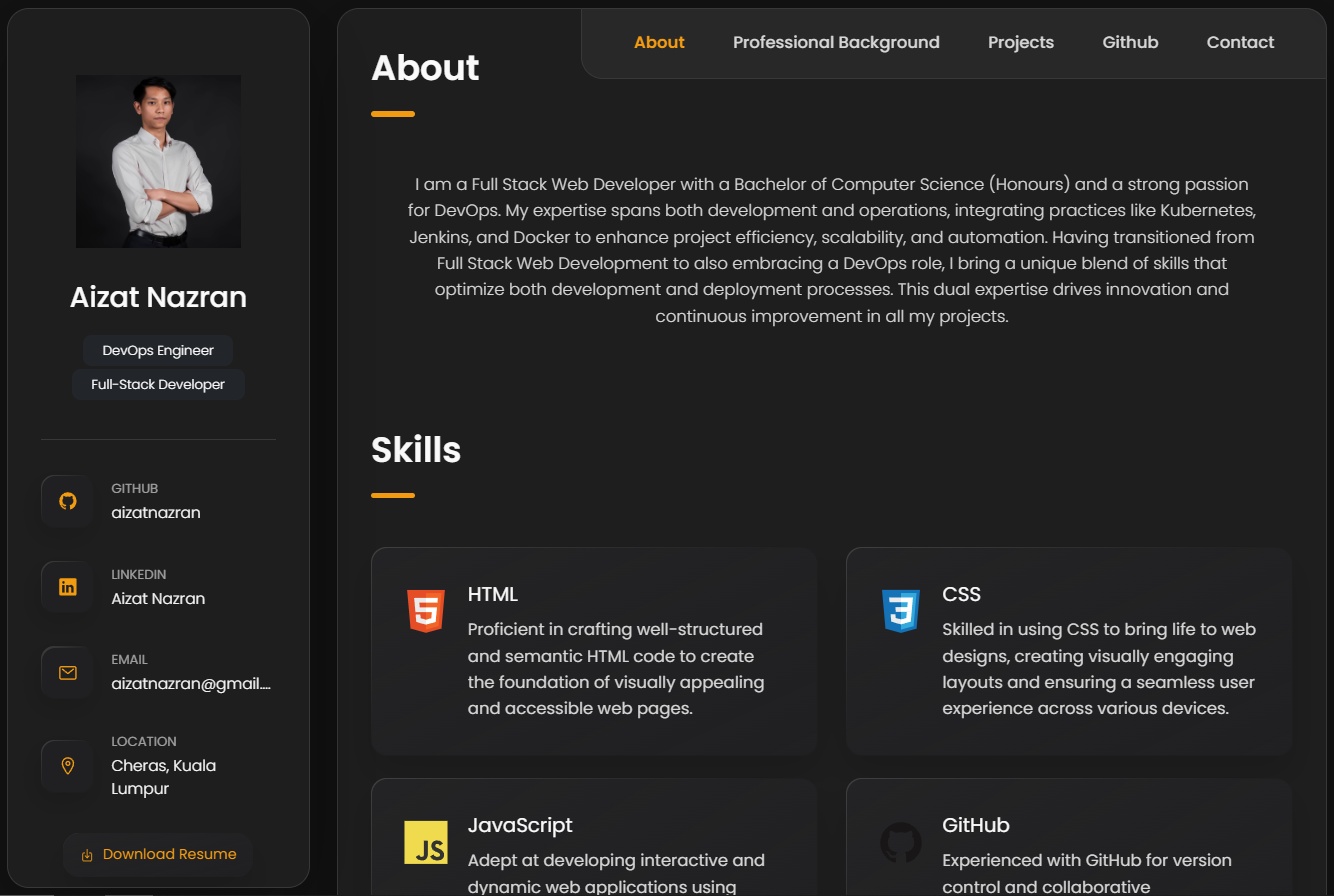 About
Professional Background
Projects
Github
Contact
Aizat Nazran
DevOps Engineer
Full-Stack Developer
GITHUB
aizatnazran
LINKEDIN
Aizat Nazran
EMAIL
aizatnazran@gmail....
LOCATION
Cheras, Kuala
Lumpur
Download Resume
About
I am a Full Stack Web Developer with a Bachelor of Computer Science (Honours) and a strong passion
for DevOps. My expertise spans both development and operations, integrating practices like Kubernetes,
Jenkins, and Docker to enhance project efficiency, scalability, and automation. Having transitioned from
Full Stack Web Development to also embracing a DevOps role, I bring a unique blend of skills that
optimize both development and deployment processes. This dual expertise drives innovation and
continuous improvement in all my projects.
Skills
HTML
Proficient in crafting well-structured
and semantic HTML code to create
the foundation of visually appealing
and accessible web pages.
CSS
Skilled in using CSS to bring life to web
designs, creating visually engaging
layouts and ensuring a seamless user
experience across various devices.
JS
JavaScript
Adept at developing interactive and
dynamic web applications using
GitHub
Experienced with GitHub for version
control and collaborative